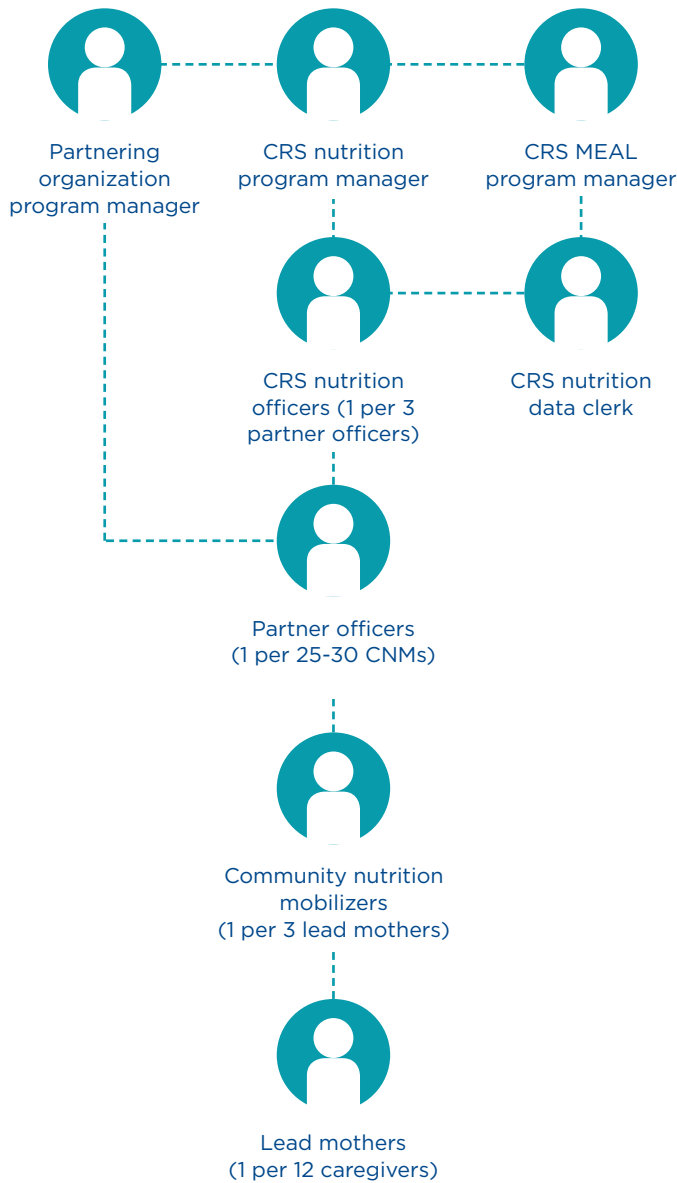 Partnering
organization
program manager
CRS nutrition
program manager
CRS MEAL
program manager
CRS nutrition
officers (1 per 3
partner officers)
CRS nutrition
data clerk
Partner officers
(1 per 25-30 CNMs)
Community nutrition
mobilizers
(1 per 3 lead mothers)
Lead mothers
(1 per 12 caregivers)